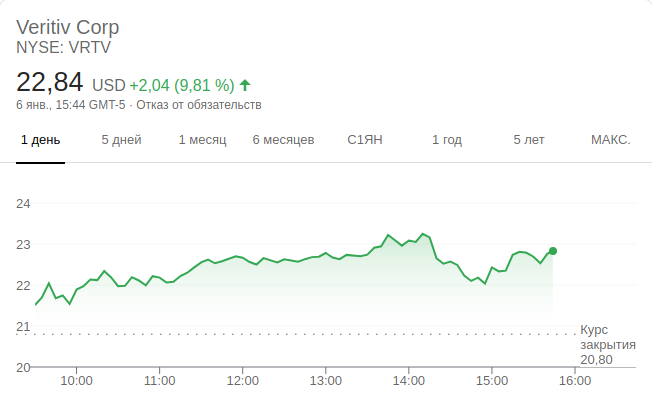 Veritiv Corp
NYSE: VRTV
22,84 USD +2,04 (9,81 %)
6 янв., 15:44 GMT-5 · Отказ от обязательств
1 день 5 дней 1 месяц 6 месяцев С1ЯН 1 год 5 лет МАКС.
24
23
22
21
Курс
закрытия
20,80
20
10:00 11:00 12:00 13:00 14:00 15:00 16:00